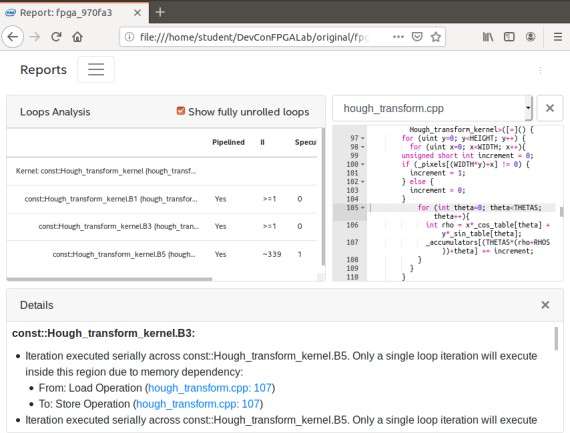 Report: fpga_970fa3
file:///home/student/DevConFPGALab/original/fpg
Reports
Loops Analysis
Show fully unrolled loops
Pipelined II Specu
Kernel: const::Hough_transform_kernel (hough_transf...
const::Hough_transform_kernel.B1 (hough_transfor... Yes >=1 0
const::Hough_transform_kernel.B3 (hough_tran... Yes >=1 0
const::Hough_transform_kernel.B5 (hough... Yes ~339 1
hough_transform.cpp
Hough_transform_kernel>([=]() {
97 for (uint y=0; y<HEIGHT; y++) {
98 for (uint x=0; x<WIDTH; x++){
99 unsigned short int increment = 0;
100 if (_pixels[(WIDTH*y)+x] != 0) {
101 increment = 1;
102 } else {
103 increment = 0;
104 }
105 for (int theta=0; theta<THETAS;
theta++){
106 int rho = x*_cos_table[theta] +
y*_sin_table[theta];
107 _accumulators[(THETAS*(rho+RHOS
))+theta] += increment;
108 }
109 }
110 }
Details
const::Hough_transform_kernel.B3:
• Iteration executed serially across const::Hough_transform_kernel.B5. Only a single loop iteration will execute
inside this region due to memory dependency:
• From: Load Operation (hough_transform.cpp: 107)
• To: Store Operation (hough_transform.cpp: 107)
• Iteration executed serially across const::Hough_transform_kernel.B5. Only a single loop iteration will execute